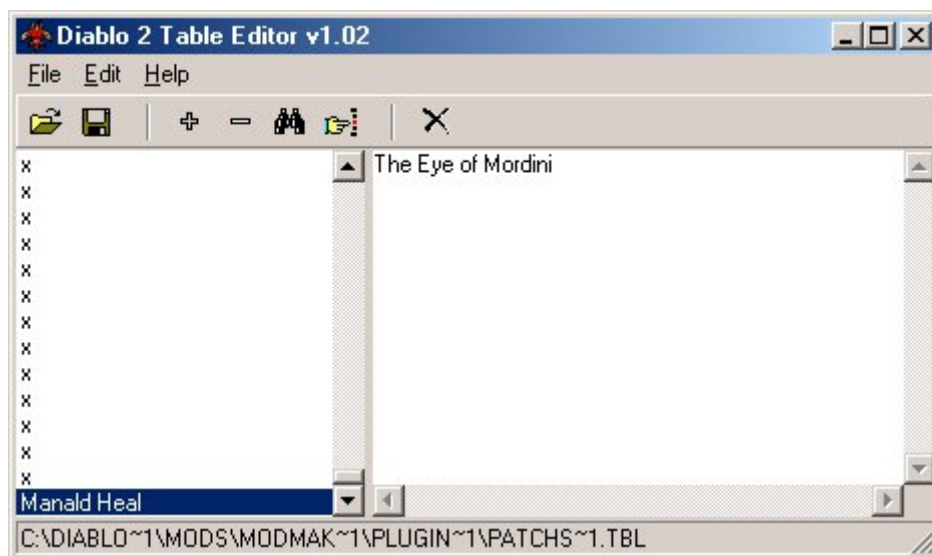 Diablo 2 Table Editor v1.02
File Edit Help
x
x
x
x
x
x
x
x
x
x
x
x
x
Manald Heal
The Eye of Mordini
C:\DIABLO~1\MODS\MODMAK~1\PLUGIN~1\PATCHS~1.TBL